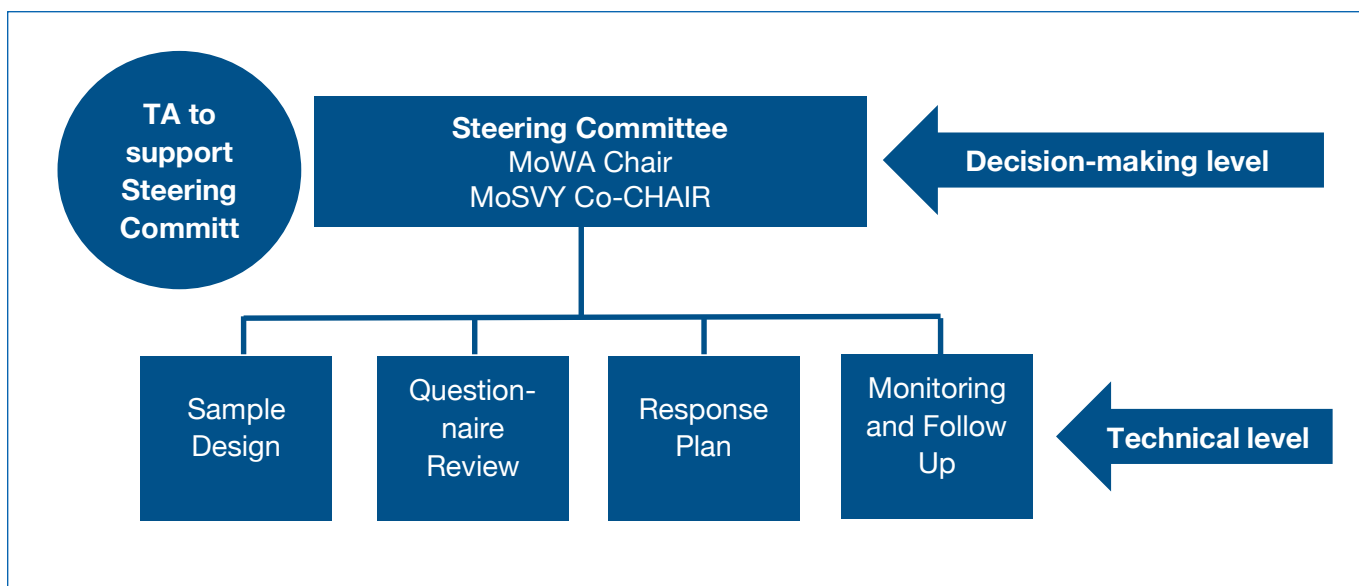 TA to
support
Steering
Committ
Steering Committee
MoWA Chair
MoSVY Co-CHAIR
Decision-making level
Sample
Design
Question-
naire
Review
Response
Plan
Monitoring
and Follow
Up
Technical level